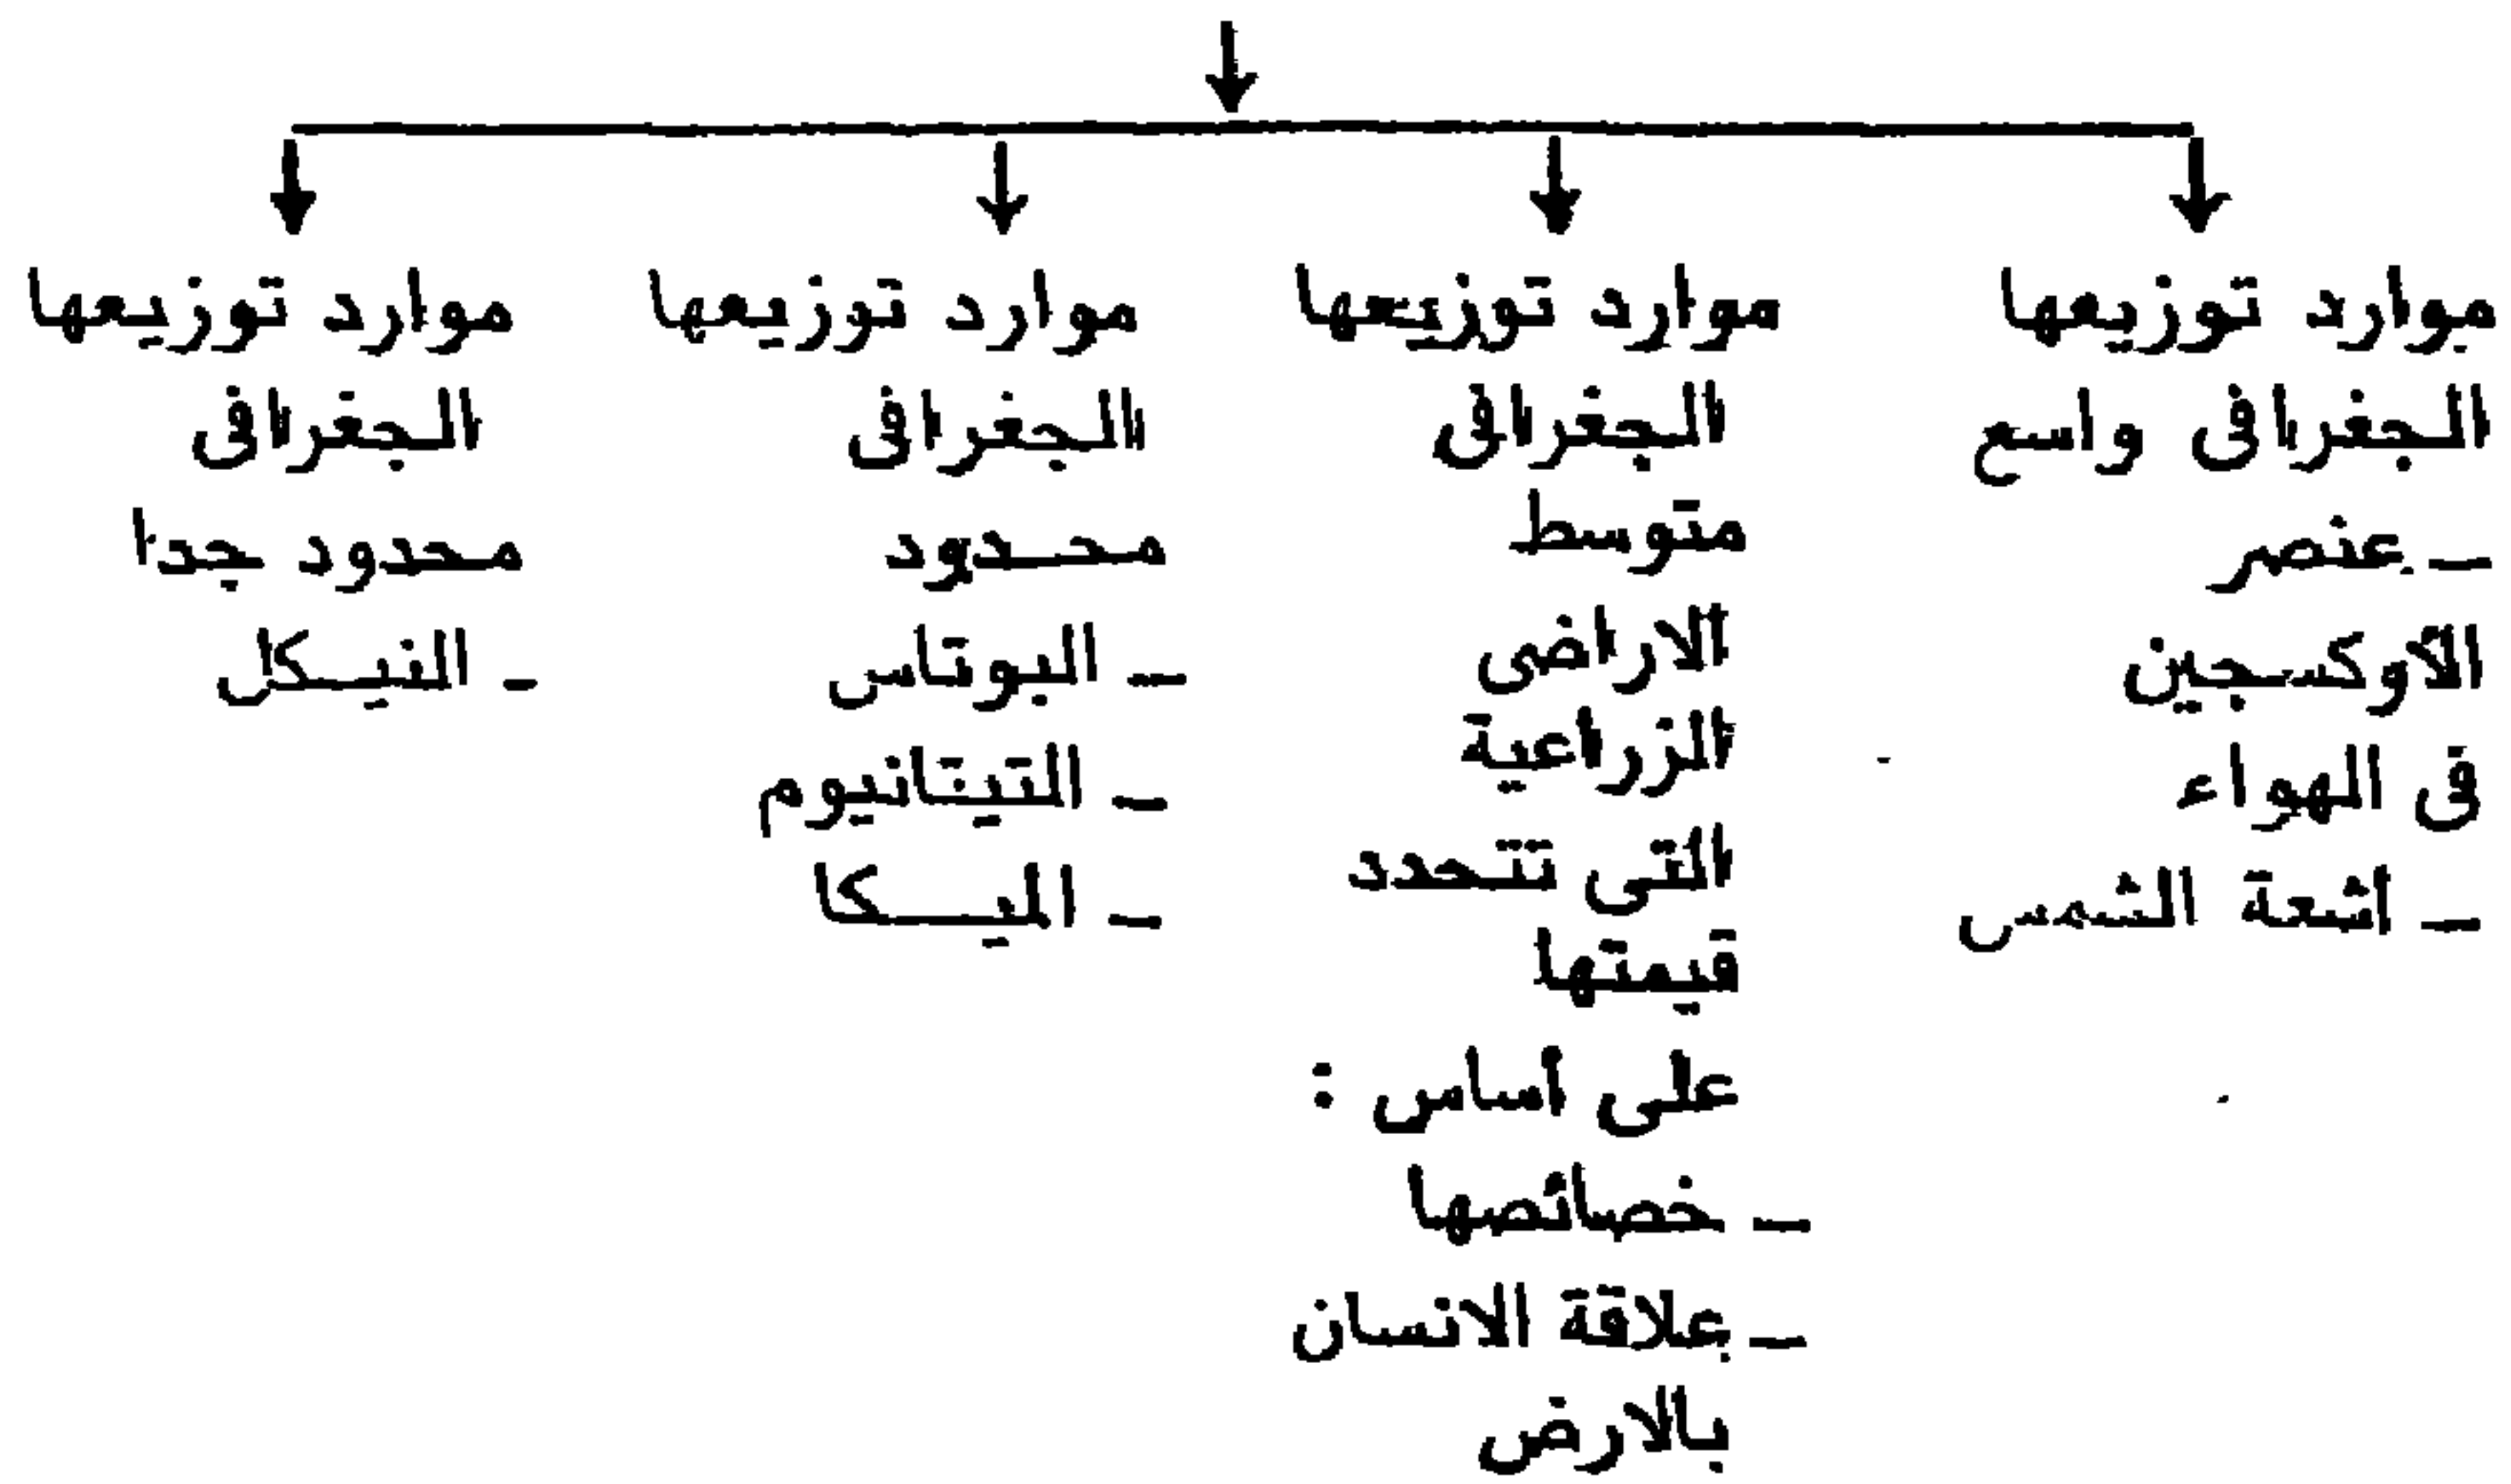 موارد توزيعها
الجغرافى واسع
ـ عنصر
الأوكسجين
فى الهواء
ـ اشعة الشمس
موارد توزيعها
الجغرافى
متوسط
الاراضى
الزراعية
التى تتحدد
قيمتها
على أساس :
ـ خصائصها
ـ علاقة الانسان
بالارض
موارد توزيعها
الجغرافى
محدود
ـ البوتاس
ـ التيتانيوم
ـ الميكا
موارد توزيعها
الجغرافى
محدود جدا
ـ النيكل